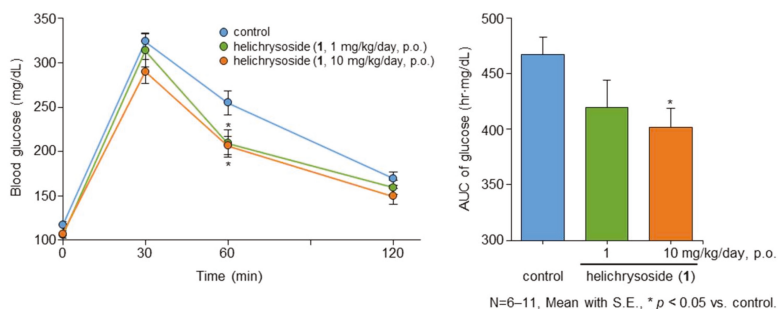 350
300
250
200
150
100
Blood glucose (mg/dL)
control
helichrysoside (1, 1 mg/kg/day, p.o.)
helichrysoside (1, 10 mg/kg/day, p.o.)
*
*
0
30
60
120
Time (min)
AUC of glucose (hr·mg/dL)
500
450
400
450
300
*
1
10 mg/kg/day, p.o.
control
helichrysoside (1)
N=6–11, Mean with S.E., * p < 0.05 vs. control.